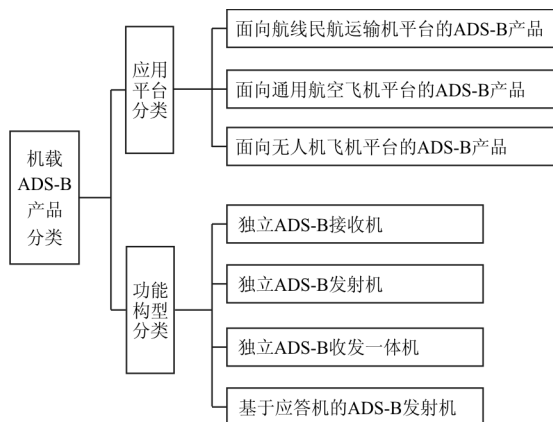 机载
ADS-B
产品
分类
应用
平台
分类
面向航线民航运输机平台的ADS-B产品
面向通用航空飞机平台的ADS-B产品
面向无人机飞机平台的ADS-B产品
功能
构型
分类
独立ADS-B接收机
独立ADS-B发射机
独立ADS-B收发一体机
基于应答机的ADS-B发射机